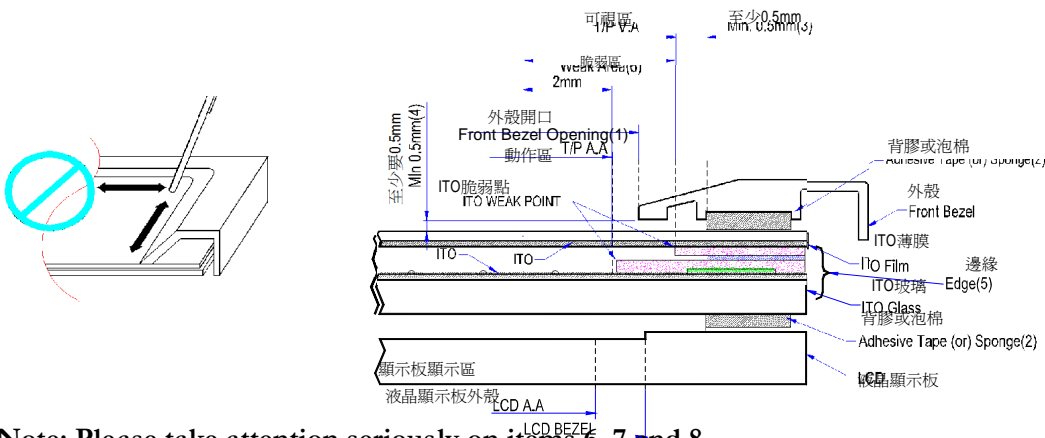 可視區
T/P V.A
至少0.5mm
Min. 0.5mm(3)
脆弱區
Weak Area(6)
2mm
外殼開口
Front Bezel Opening(1)
T/P A.A
動作區
至少要0.5mm
MIn 0.5mm(4)
ITO脆弱點
ITO WEAK POINT
背膠或泡棉
Adhesive Tape (or) Sponge(2)
外殼
Front Bezel
ITO薄膜
ITO Film
ITO
ITO
邊緣
Edge(5)
ITO玻璃
ITO Glass
背膠或泡棉
Adhesive Tape (or) Sponge(2)
顯示板顯示區
液晶顯示板外殼
LCD
液晶顯示板
LCD A.A
LCD BEZEL
Note: Please take attention seriously on items 6, 7 and 8